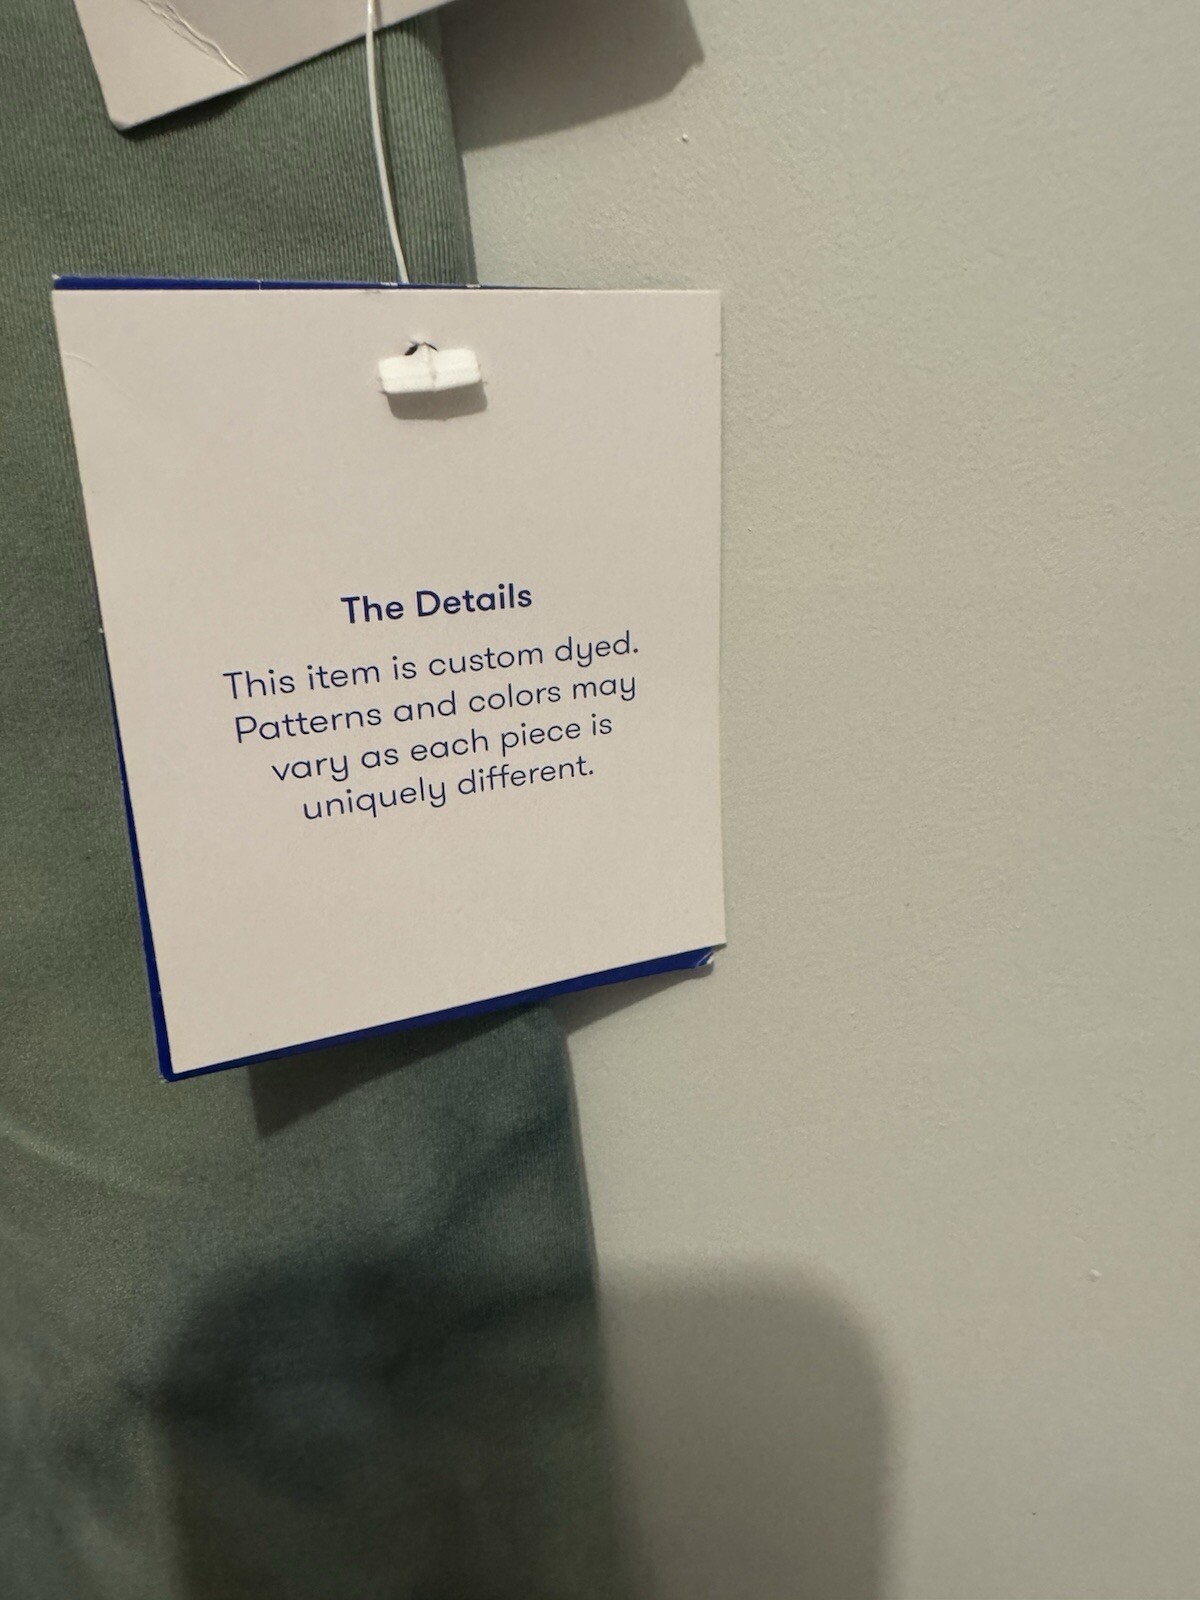 The Details
This item is custom dyed.
Patterns and colors may
vary as each piece is
uniquely different.